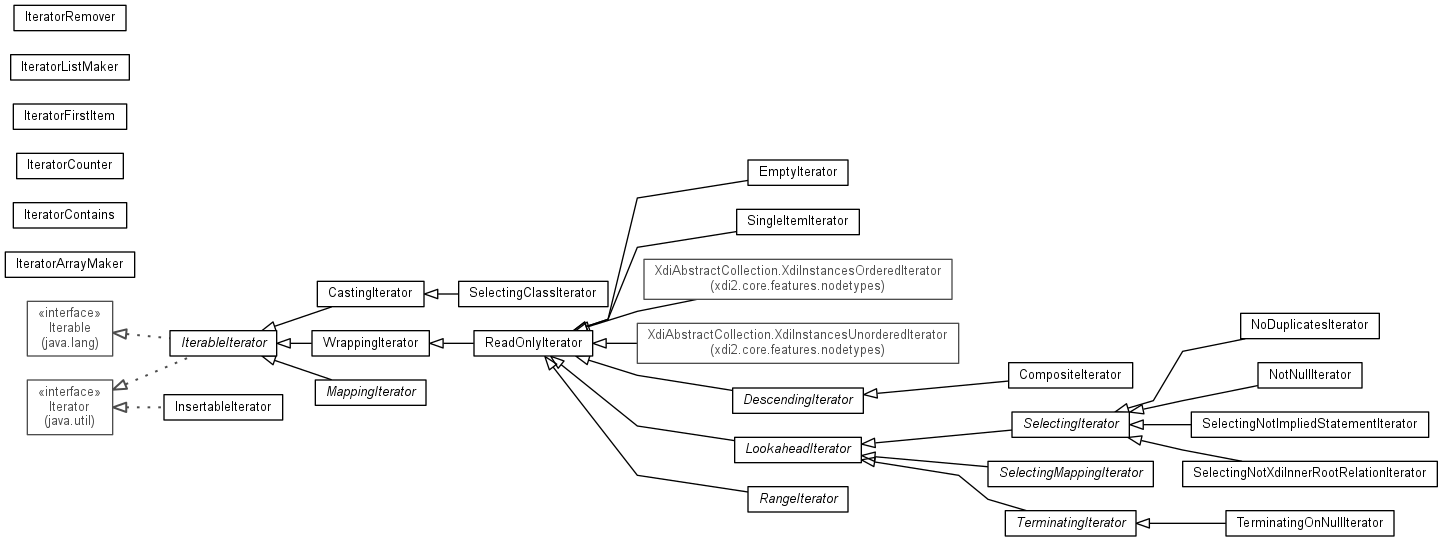 IteratorRemover
IteratorListMaker
IteratorFirstItem
IteratorCounter
IteratorContains
IteratorArrayMaker
«interface»
Iterable
(java.lang)
«interface»
Iterator
(java.util)
IterableIterator
InsertableIterator
CastingIterator
WrappingIterator
MappingIterator
SelectingClassIterator
ReadOnlyIterator
EmptyIterator
SingleItemIterator
XdiAbstractCollection.XdiInstancesOrderedIterator
(xdi2.core.features.nodetypes)
XdiAbstractCollection.XdiInstancesUnorderedIterator
(xdi2.core.features.nodetypes)
DescendingIterator
LookaheadIterator
RangeIterator
CompositeIterator
SelectingIterator
SelectingMappingIterator
TerminatingIterator
NoDuplicatesIterator
NotNullIterator
SelectingNotImpliedStatementIterator
SelectingNotXdiInnerRootRelationIterator
TerminatingOnNullIterator